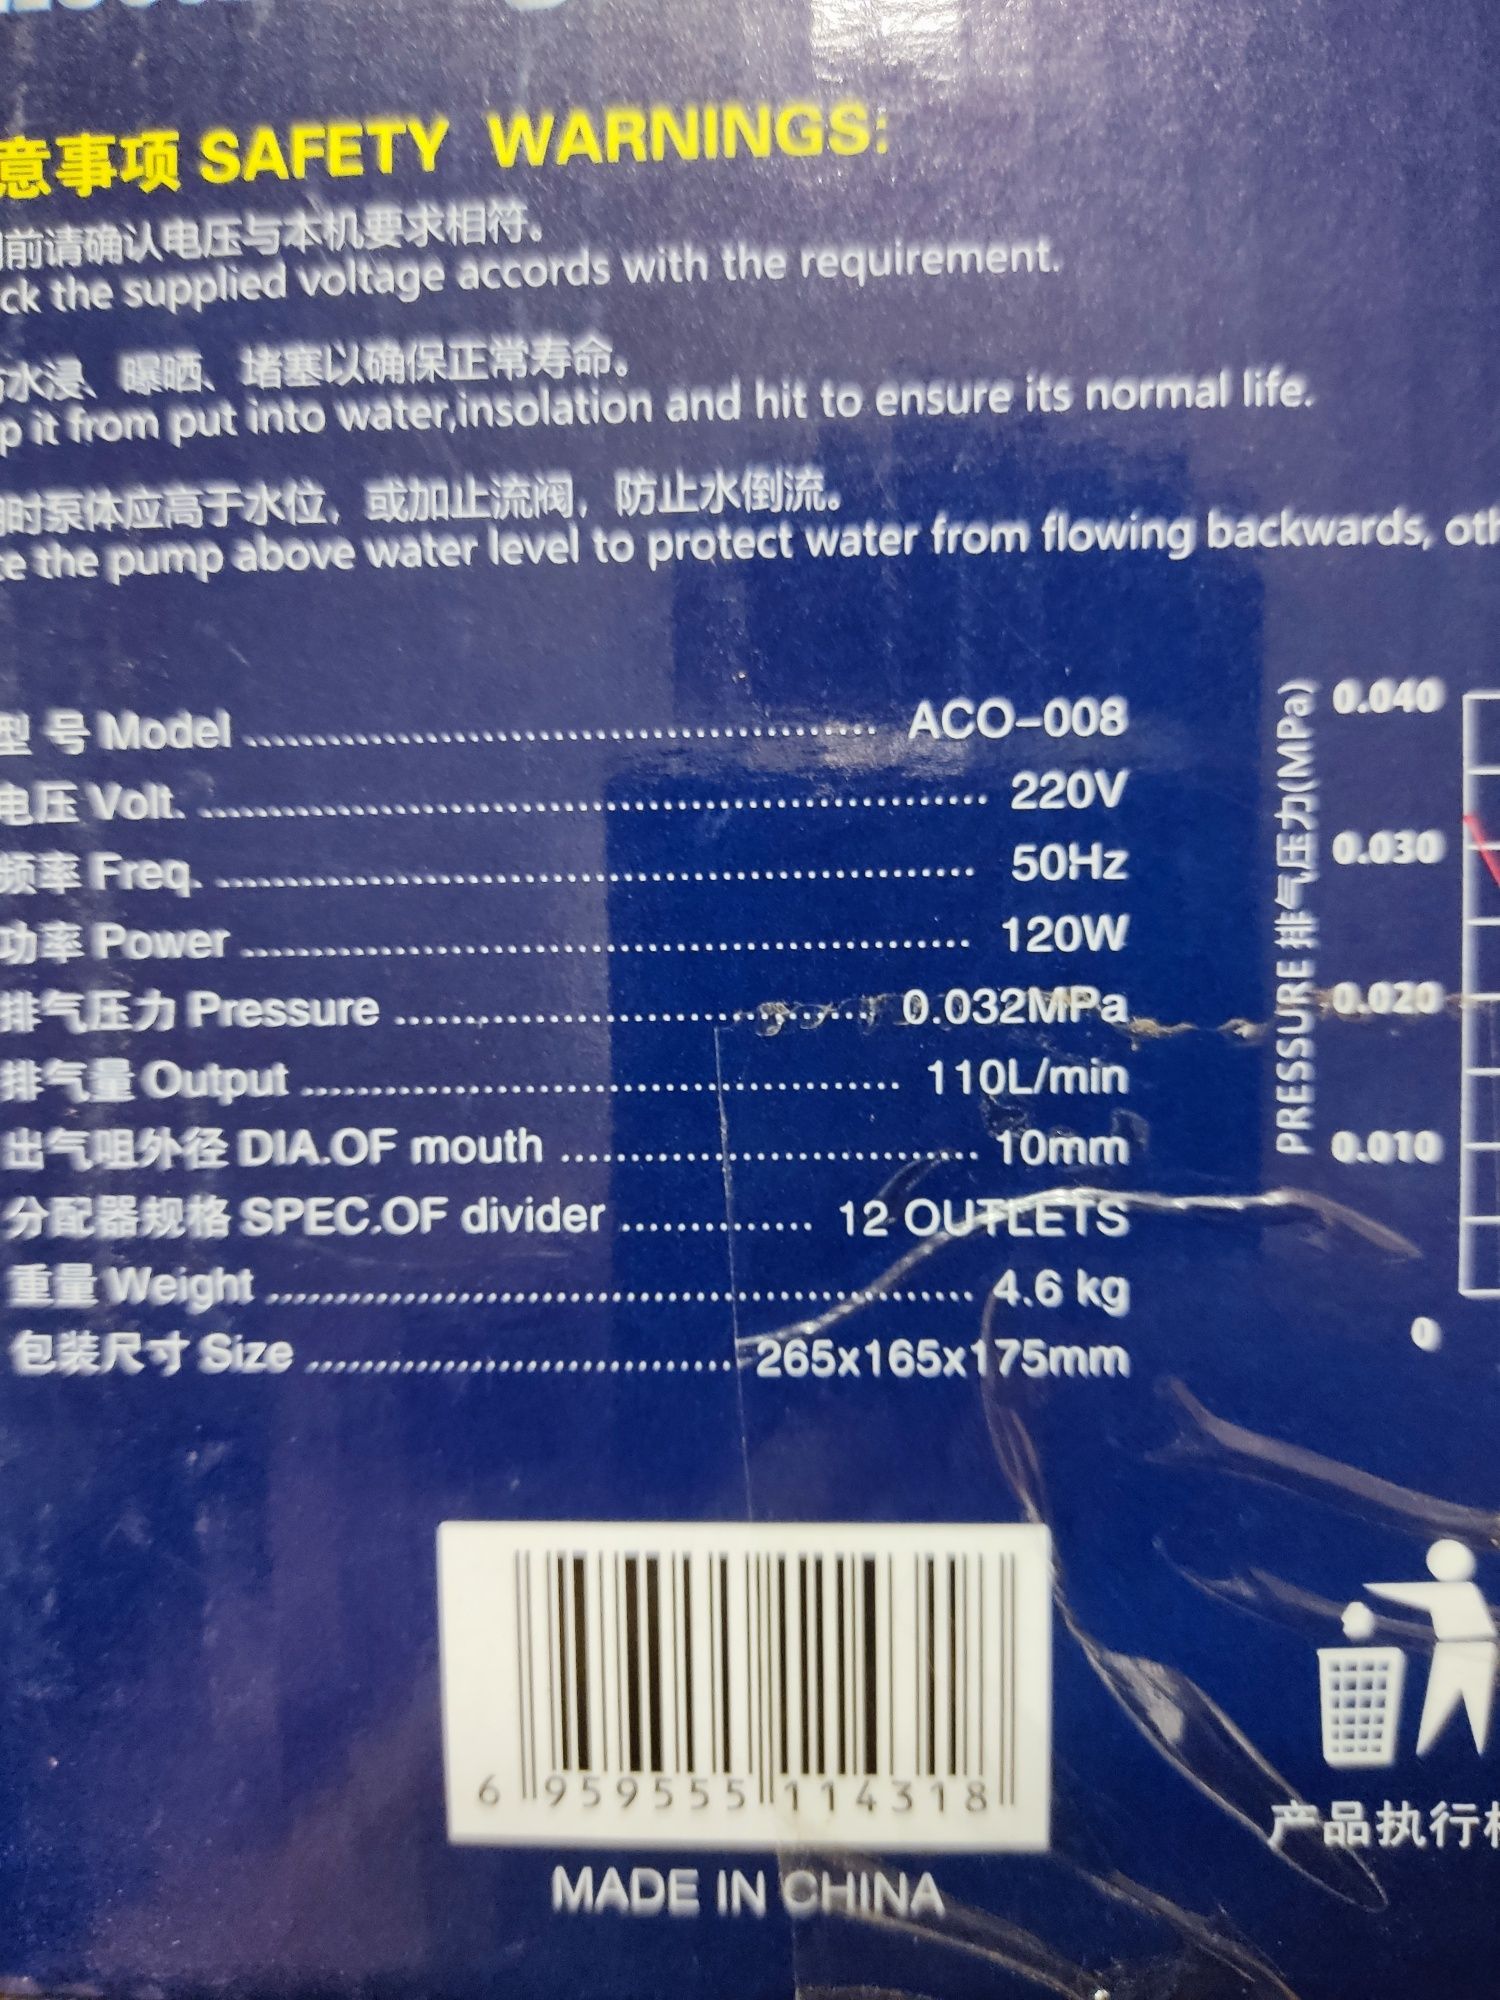 意事项 SAFETY WARNINGS:
前请确认电压与本机要求相符。
ck the supplied voltage accords with the requirement.
水浸、曝晒、堵塞以确保正常寿命。
p it from put into water,insolation and hit to ensure its normal life.
时泵体应高于水位，或加止流阀，防止水倒流。
te the pump above water level to protect water from flowing backwards, oth
型 号 Model ........ ACO-008
电压 Volt. ........ 220V
频率 Freq. ........ 50Hz
功率 Power ........ 120W
排气压力 Pressure ........ 0.032MPa
排气量 Output ........ 110L/min
出气咀外径 DIA.OF mouth ........ 10mm
分配器规格 SPEC.OF divider ........ 12 OUTLETS
重量 Weight ........ 4.6 kg
包装尺寸 Size ........ 265x165x175mm
PRESSURE 排气压力(MPa)
0.040
0.030
0.020
0.010
0
6 959555 114318
MADE IN CHINA
产品执行